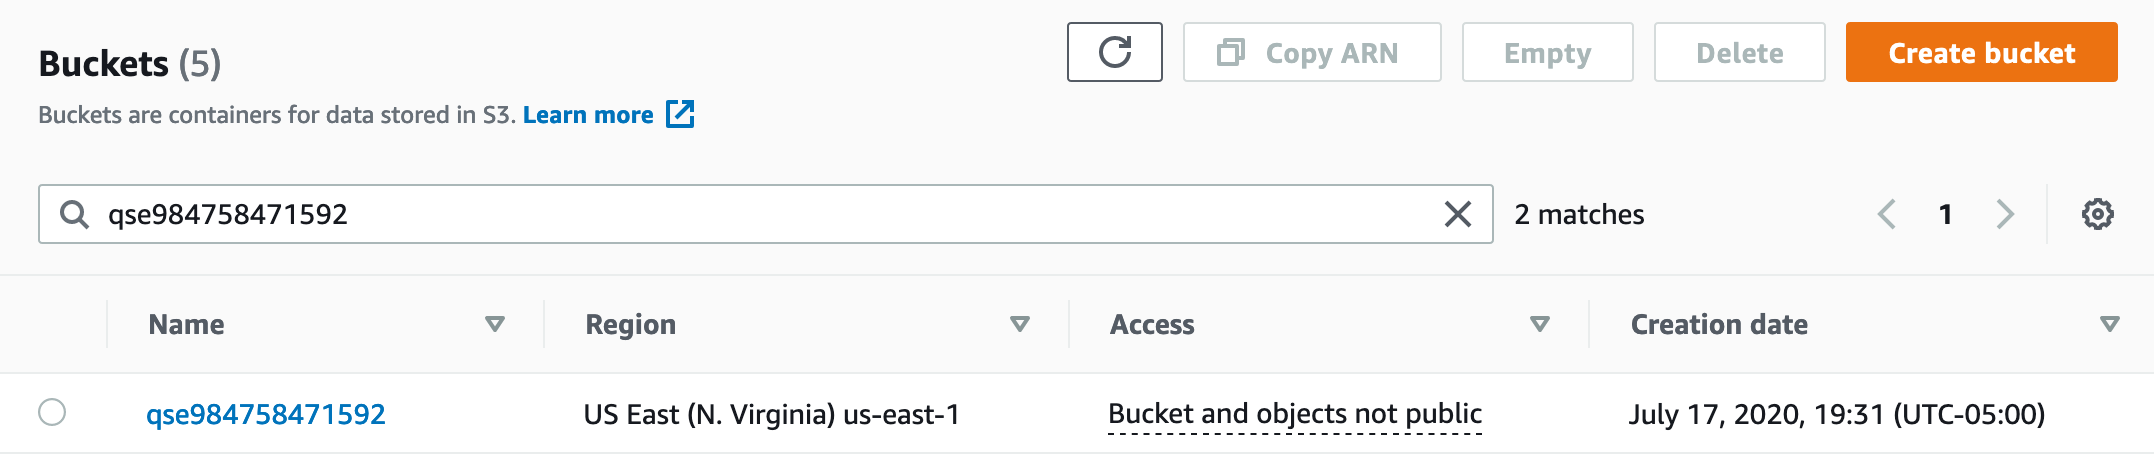 Buckets (5)
Copy ARN
Empty
Delete
Create bucket
Buckets are containers for data stored in S3. Learn more
qse984758471592
2 matches
1
Name
Region
Access
Creation date
qse984758471592
US East (N. Virginia) us-east-1
Bucket and objects not public
July 17, 2020, 19:31 (UTC-05:00)